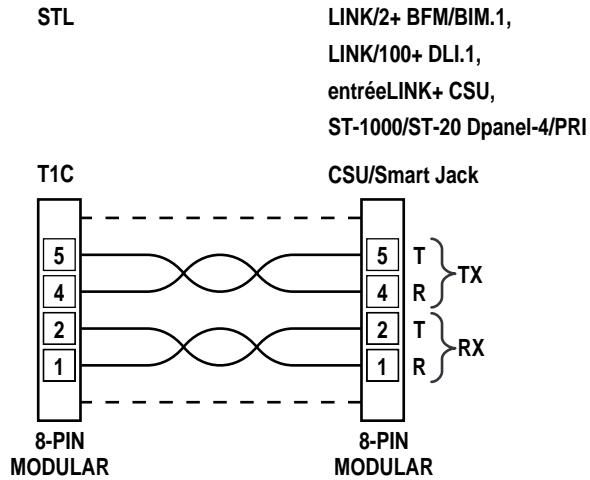 STL
LINK/2+ BFM/BIM.1,
LINK/100+ DLI.1,
entréeLINK+ CSU,
ST-1000/ST-20 Dpanel-4/PRI
T1C
CSU/Smart Jack
5 5 T
TX
4 4 R
2 2 T
RX
1 1 R
8-PIN
MODULAR
8-PIN
MODULAR